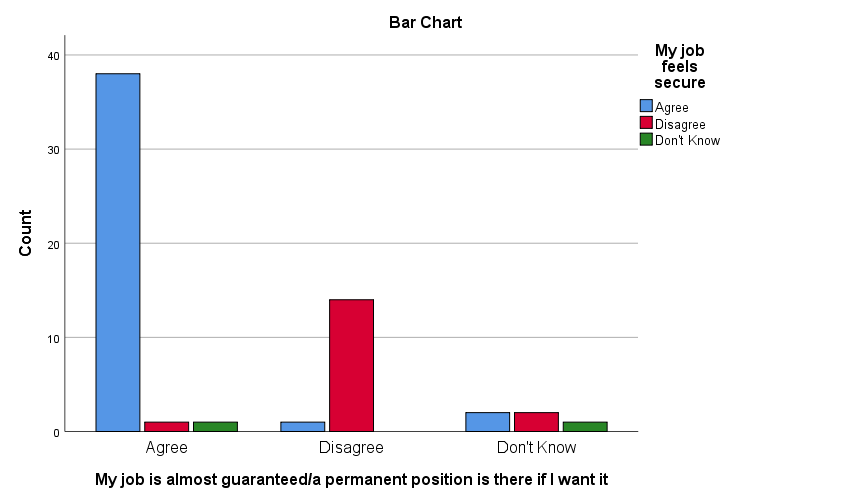 Bar Chart
My job
feels
secure
Agree
Disagree
Don't Know
Count
40
30
20
10
0
Agree
Disagree
Don't Know
My job is almost guaranteed/a permanent position is there if I want it